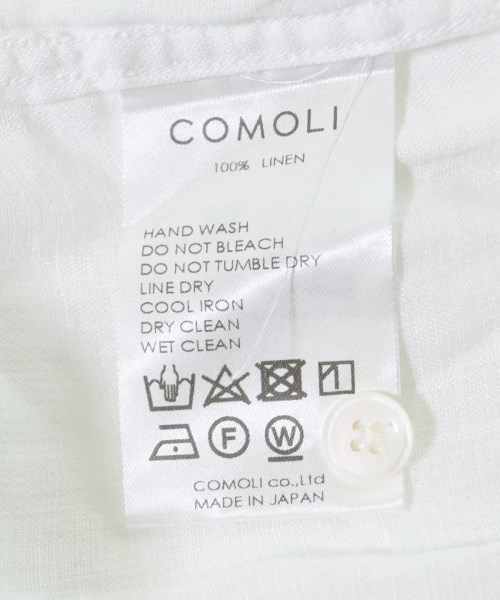 COMOLI
100% LINEN
HAND WASH
DO NOT BLEACH
DO NOT TUMBLE DRY
LINE DRY
COOL IRON
DRY CLEAN
WET CLEAN
F W
COMOLI co.,Ltd
MADE IN JAPAN